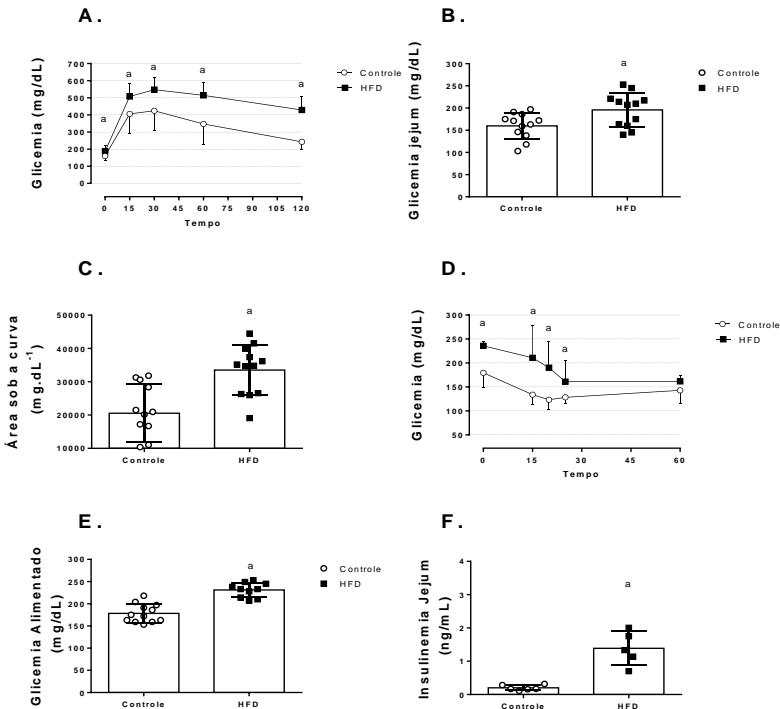 A.
Glicemia (mg/dL)
700
600
500
400
300
200
100
0
a
a
a
a
a
0 15 30 45 60 75 90 105 120
Tempo
Controle
HFD
B.
Glicemia jejum (mg/dL)
300
250
200
150
100
50
0
a
Controle HFD
Controle
HFD
C.
Área sob a curva
(mg.dL⁻¹)
50000
40000
30000
20000
10000
a
Controle HFD
D.
Glicemia (mg/dL)
300
250
200
150
100
50
a
a
a
a
0 15 30 45 60
Tempo
Controle
HFD
E.
Glicemia Alimentado
(mg/dL)
300
250
200
150
100
50
0
a
Controle HFD
Controle
HFD
F.
Insulinemia Jejum
(ng/mL)
4
3
2
1
0
a
Controle HFD